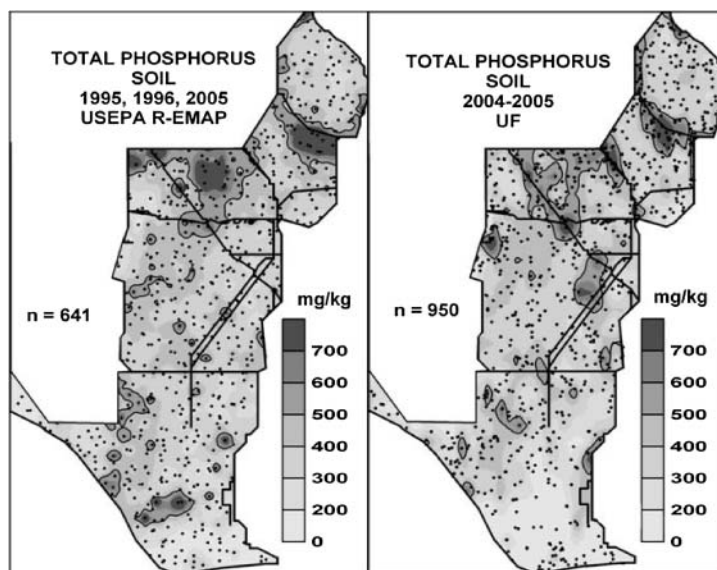 TOTAL PHOSPHORUS
SOIL
1995, 1996, 2005
USEPA R-EMAP
n = 641
mg/kg
700
600
500
400
300
200
0
TOTAL PHOSPHORUS
SOIL
2004-2005
UF
n = 950
mg/kg
700
600
500
400
300
200
0